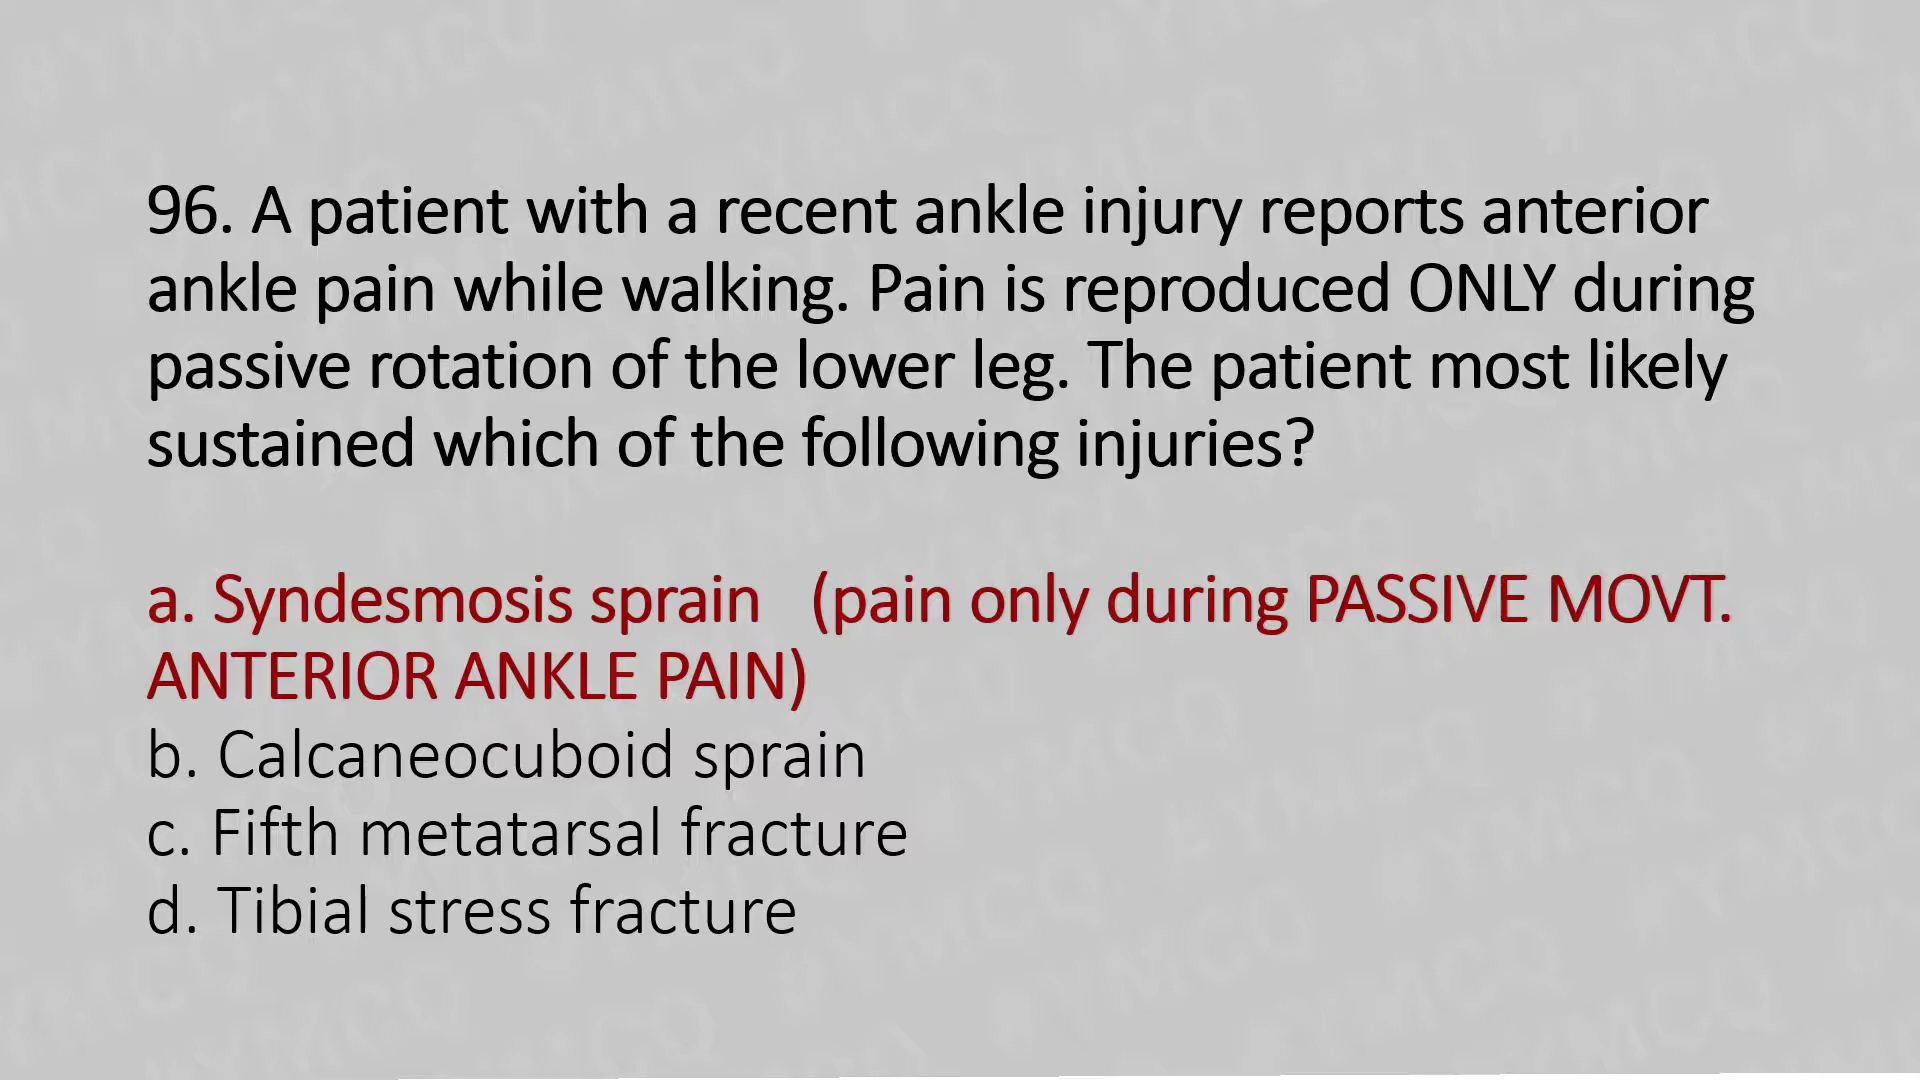 96. A patient with a recent ankle injury reports anterior
ankle pain while walking. Pain is reproduced ONLY during
passive rotation of the lower leg. The patient most likely
sustained which of the following injuries?
a. Syndesmosis sprain (pain only during PASSIVE MOVT.
ANTERIOR ANKLE PAIN)
b. Calcaneocuboid sprain
c. Fifth metatarsal fracture
d. Tibial stress fracture